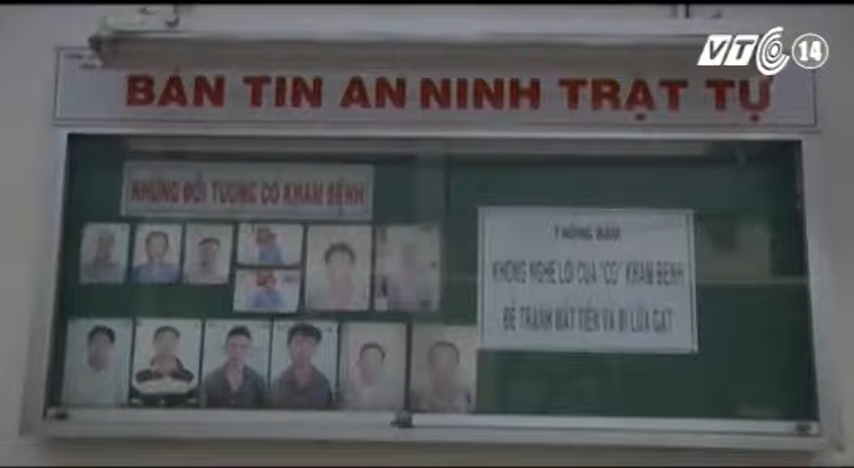 VTC 14
BẢN TIN AN NINH TRẬT TỰ
NHỮNG ĐỐI TƯỢNG CÒ KHÁM BỆNH
THÔNG BÁO
KHÔNG NGHE LỜI CỦA "CÒ" KHÁM BỆNH
ĐỂ TRÁNH MẤT TIỀN VÀ BỊ LỪA GẠT